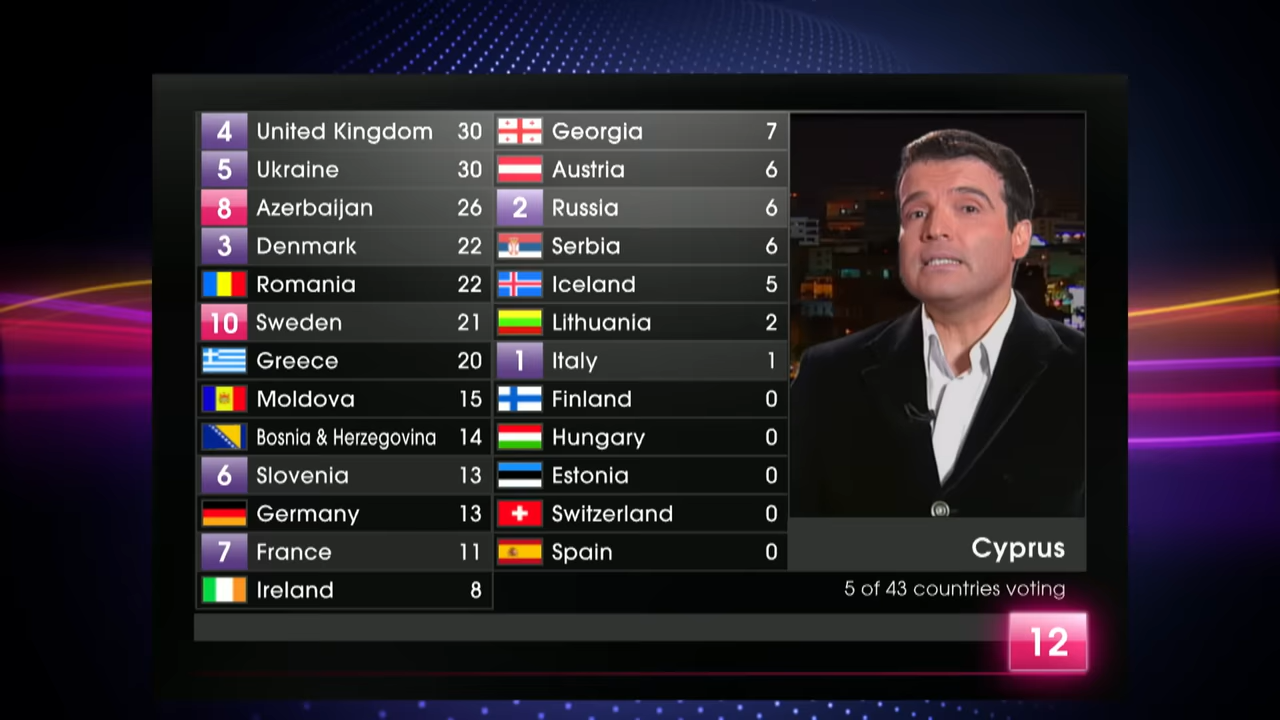 4 United Kingdom 30
5 Ukraine 30
8 Azerbaijan 26
3 Denmark 22
Romania 22
10 Sweden 21
Greece 20
Moldova 15
Bosnia & Herzegovina 14
6 Slovenia 13
Germany 13
7 France 11
Ireland 8
Georgia 7
Austria 6
2 Russia 6
Serbia 6
Iceland 5
Lithuania 2
1 Italy 1
Finland 0
Hungary 0
Estonia 0
Switzerland 0
Spain 0
Cyprus
5 of 43 countries voting
12